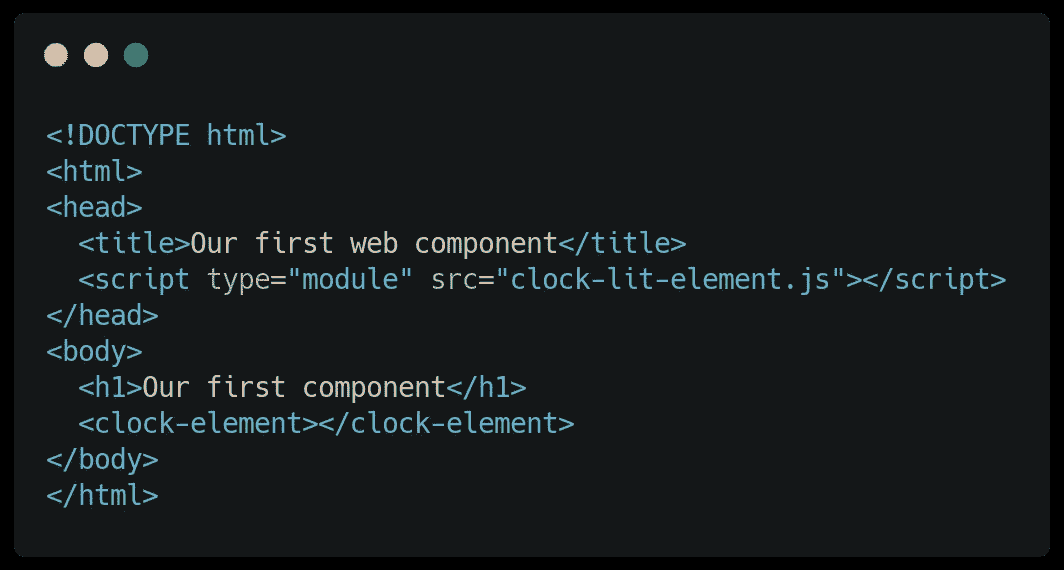 <!DOCTYPE html>
<html>
<head>
  <title>Our first web component</title>
  <script type="module" src="clock-lit-element.js"></script>
</head>
<body>
  <h1>Our first component</h1>
  <clock-element></clock-element>
</body>
</html>